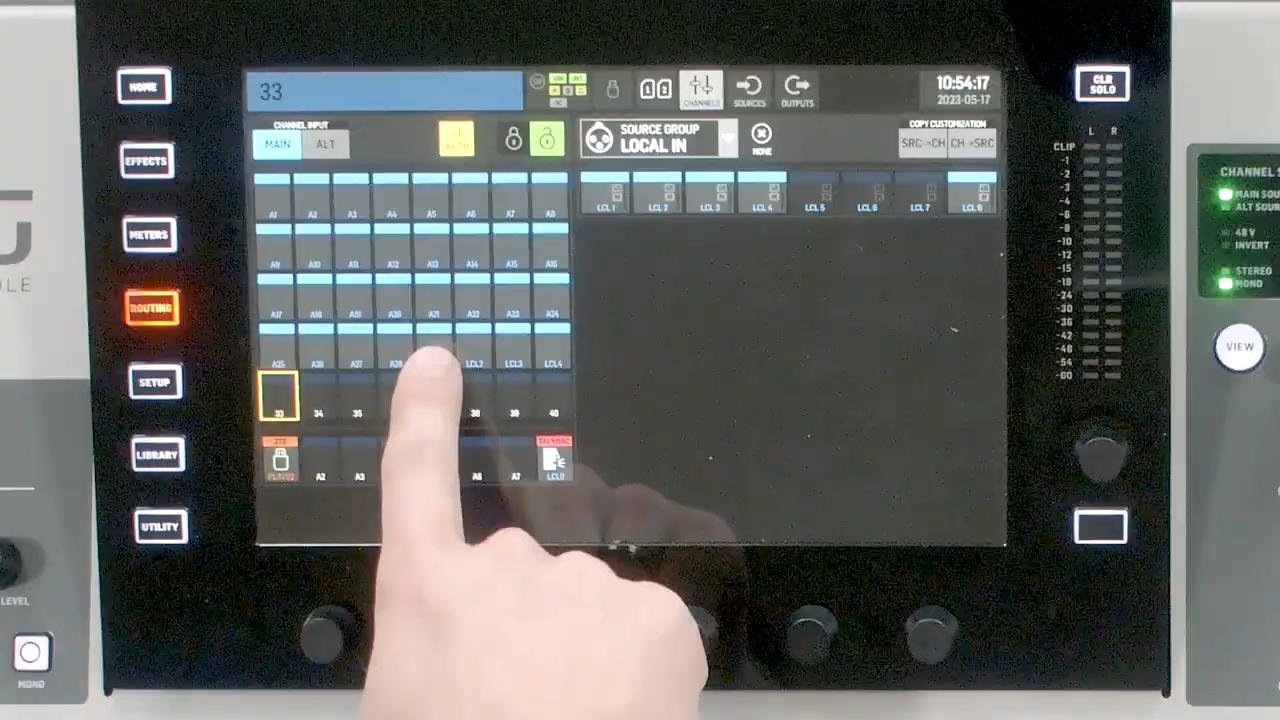 HOME
EFFECTS
METERS
ROUTING
SETUP
LIBRARY
UTILITY
33
CHANNELS
SOURCES
OUTPUTS
10:54:17
2023-05-17
CHANNEL INPUT
MAIN
ALT
SOURCE GROUP
LOCAL IN
NONE
COPY CUSTOMIZATION
SRC->CH
CH->SRC
A1 A2 A3 A4 A5 A6 A7 A8
A9 A10 A11 A12 A13 A14 A15 A16
A17 A18 A19 A20 A21 A22 A23 A24
A25 A26 A27 A28 LCL2 LCL3 LCL4
33 34 35 38 39 40
A2 A3 A6 A7 LCL8
LCL 1 LCL 2 LCL 3 LCL 4 LCL 5 LCL 6 LCL 7 LCL 8
CLR
SOLO
L R
CLIP
-1
-2
-3
-4
-6
-8
-10
-12
-15
-18
-24
-30
-36
-42
-48
-54
-60
CHANNEL S
MAIN SOU
ALT SOUR
48 V
INVERT
STEREO
MONO
VIEW
OLE
LEVEL
MONO